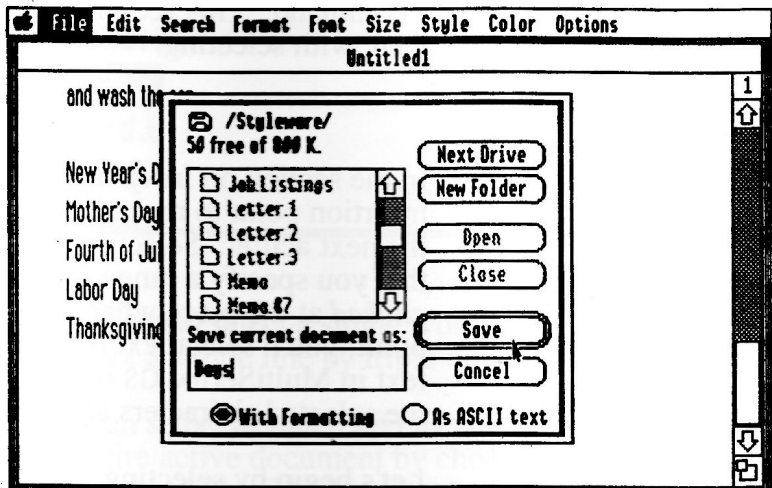 File Edit Search Format Font Size Style Color Options
Untitled1
1
and wash the
New Year's D
Mother's Day
Fourth of Jul
Labor Day
Thanksgiving
/Styleware/
50 free of 800 K.
Job.Listings
Letter.1
Letter.2
Letter.3
Memo
Memo.87
Save current document as:
Days
With Formatting As ASCII text
Next Drive
New Folder
Open
Close
Save
Cancel